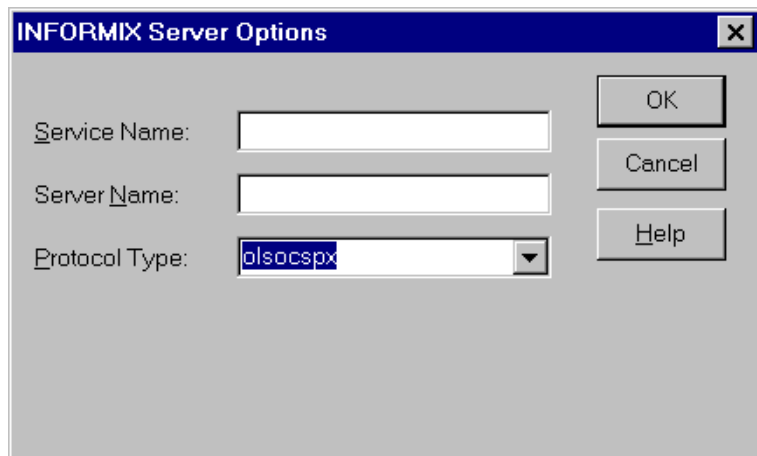 INFORMIX Server Options
Service Name:
Server Name:
Protocol Type: olsocspx
OK
Cancel
Help